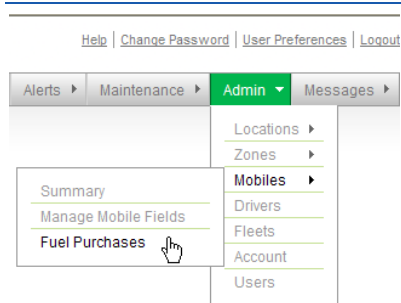 Help | Change Password | User Preferences | Logout
Alerts Maintenance Admin Messages
Locations
Zones
Mobiles
Drivers
Fleets
Account
Users
Summary
Manage Mobile Fields
Fuel Purchases